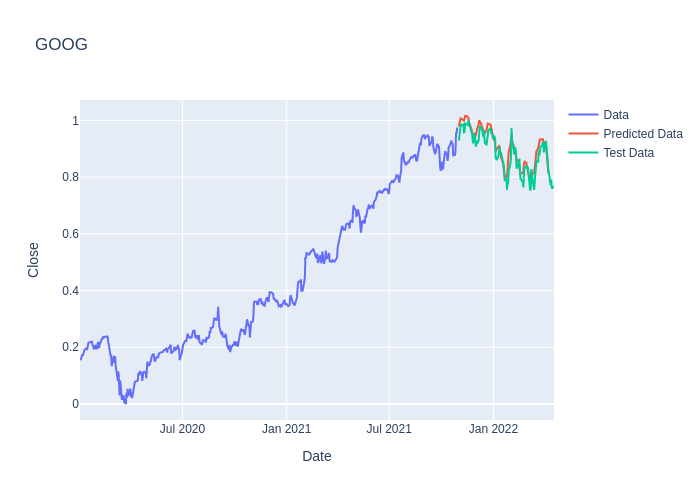 GOOG
Data
Predicted Data
Test Data
Close
1
0.8
0.6
0.4
0.2
0
Jul 2020
Jan 2021
Jul 2021
Jan 2022
Date